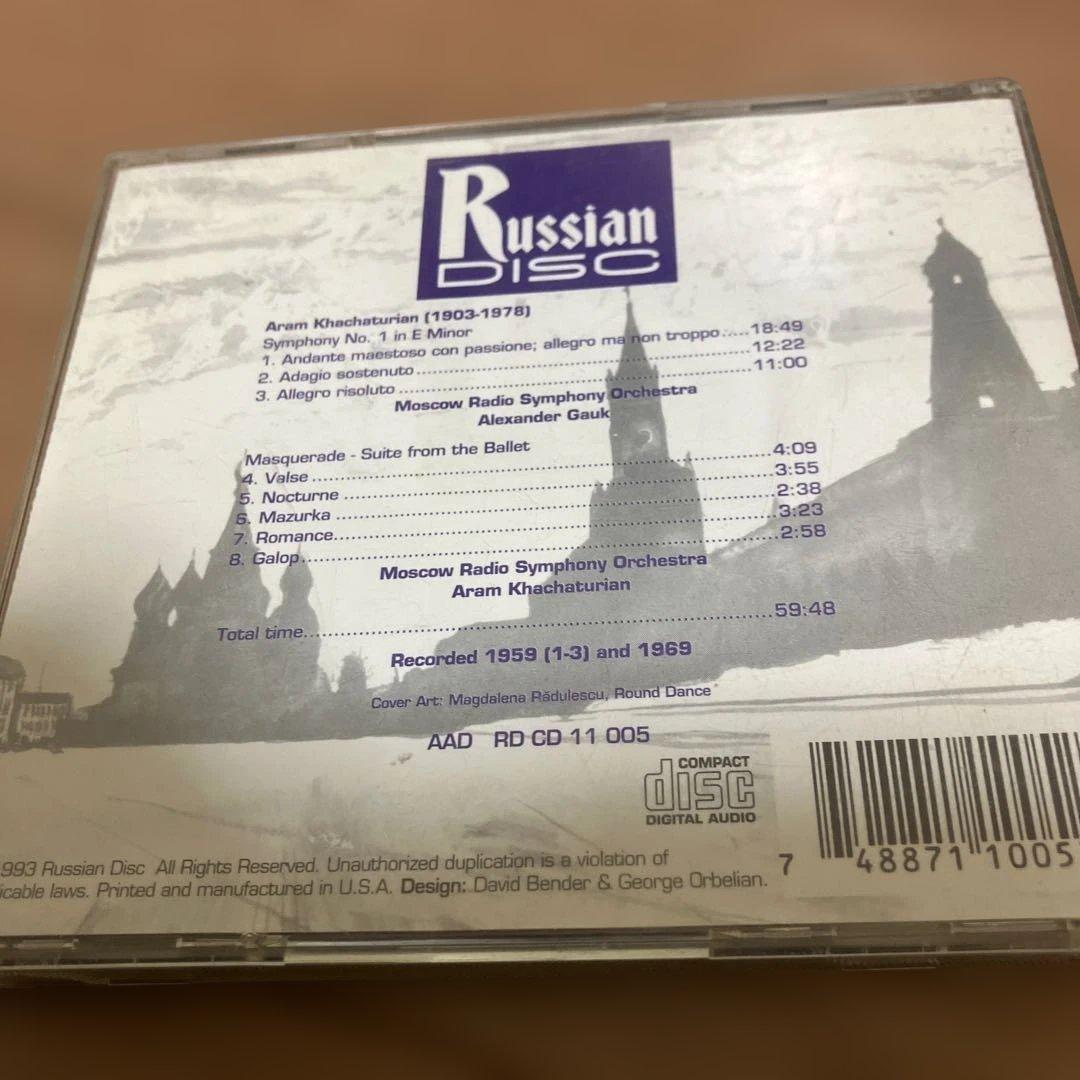 Russian
DISC
Aram Khachaturian (1903-1978)
Symphony No. 1 in E Minor
1. Andante maestoso con passione; allegro ma non troppo.....18:49
2. Adagio sostenuto..........12:22
3. Allegro risoluto..........11:00
Moscow Radio Symphony Orchestra
Alexander Gauk
Masquerade - Suite from the Ballet
4. Valse..........4:09
5. Nocturne..........3:55
6. Mazurka..........2:38
7. Romance..........3:23
8. Galop..........2:58
Moscow Radio Symphony Orchestra
Aram Khachaturian
Total time..........59:48
Recorded 1959 (1-3) and 1969
Cover Art: Magdalena Rădulescu, Round Dance
AAD RD CD 11 005
COMPACT
disc
DIGITAL AUDIO
993 Russian Disc All Rights Reserved. Unauthorized duplication is a violation of
icable laws. Printed and manufactured in U.S.A. Design: David Bender & George Orbelian.
7 48871 1005